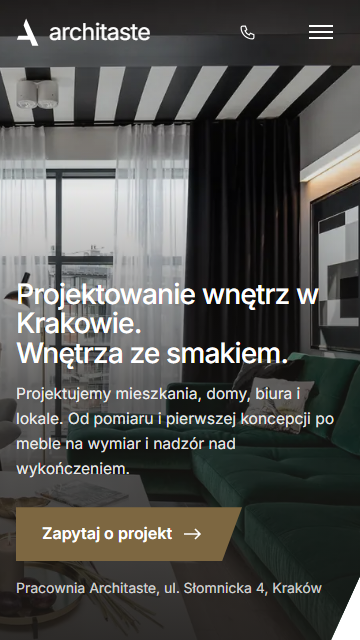 architaste
Projektowanie wnętrz w
Krakowie.
Wnętrza ze smakiem.
Projektujemy mieszkania, domy, biura i
lokale. Od pomiaru i pierwszej koncepcji po
meble na wymiar i nadzór nad
wykończeniem.
Zapytaj o projekt →
Pracownia Architaste, ul. Słomnicka 4, Kraków